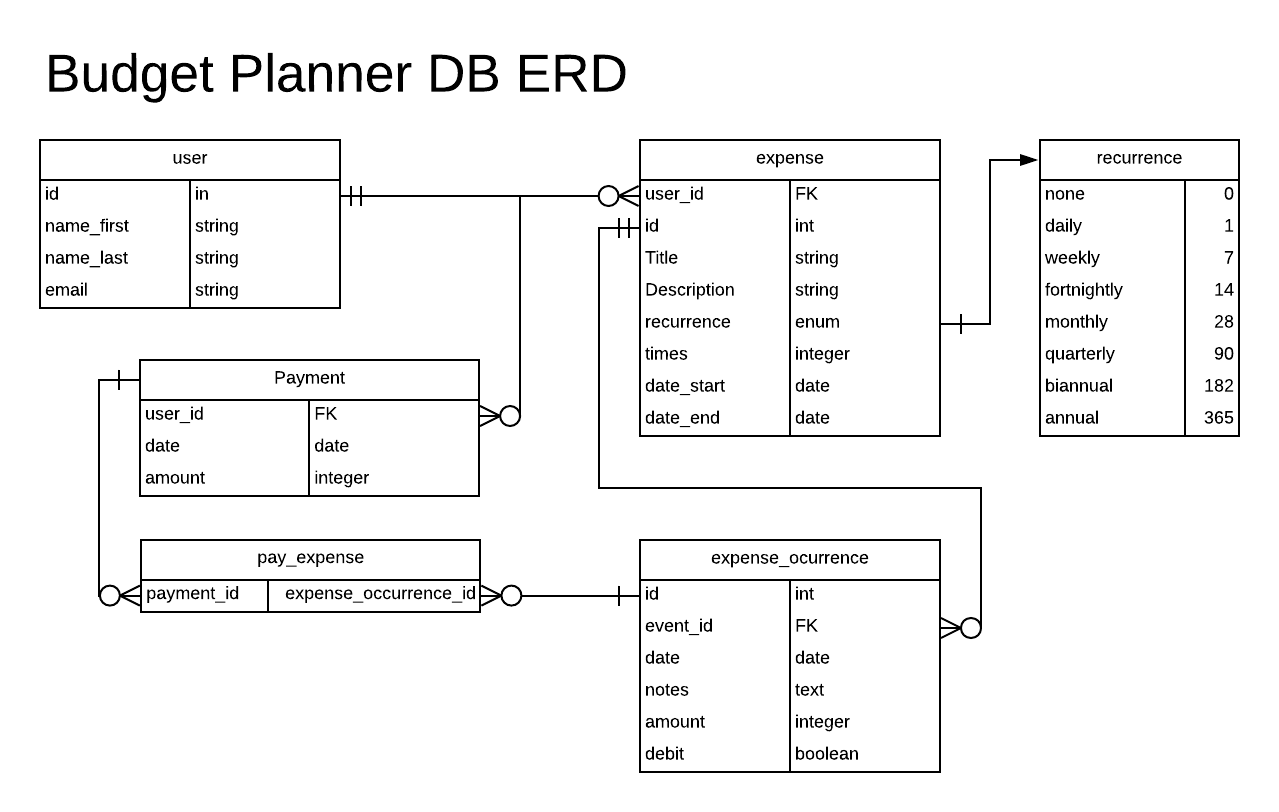 Budget Planner DB ERD
user
id in
name_first string
name_last string
email string
expense
user_id FK
id int
Title string
Description string
recurrence enum
times integer
date_start date
date_end date
recurrence
none 0
daily 1
weekly 7
fortnightly 14
monthly 28
quarterly 90
biannual 182
annual 365
Payment
user_id FK
date date
amount integer
pay_expense
payment_id expense_occurrence_id
expense_ocurrence
id int
event_id FK
date date
notes text
amount integer
debit boolean